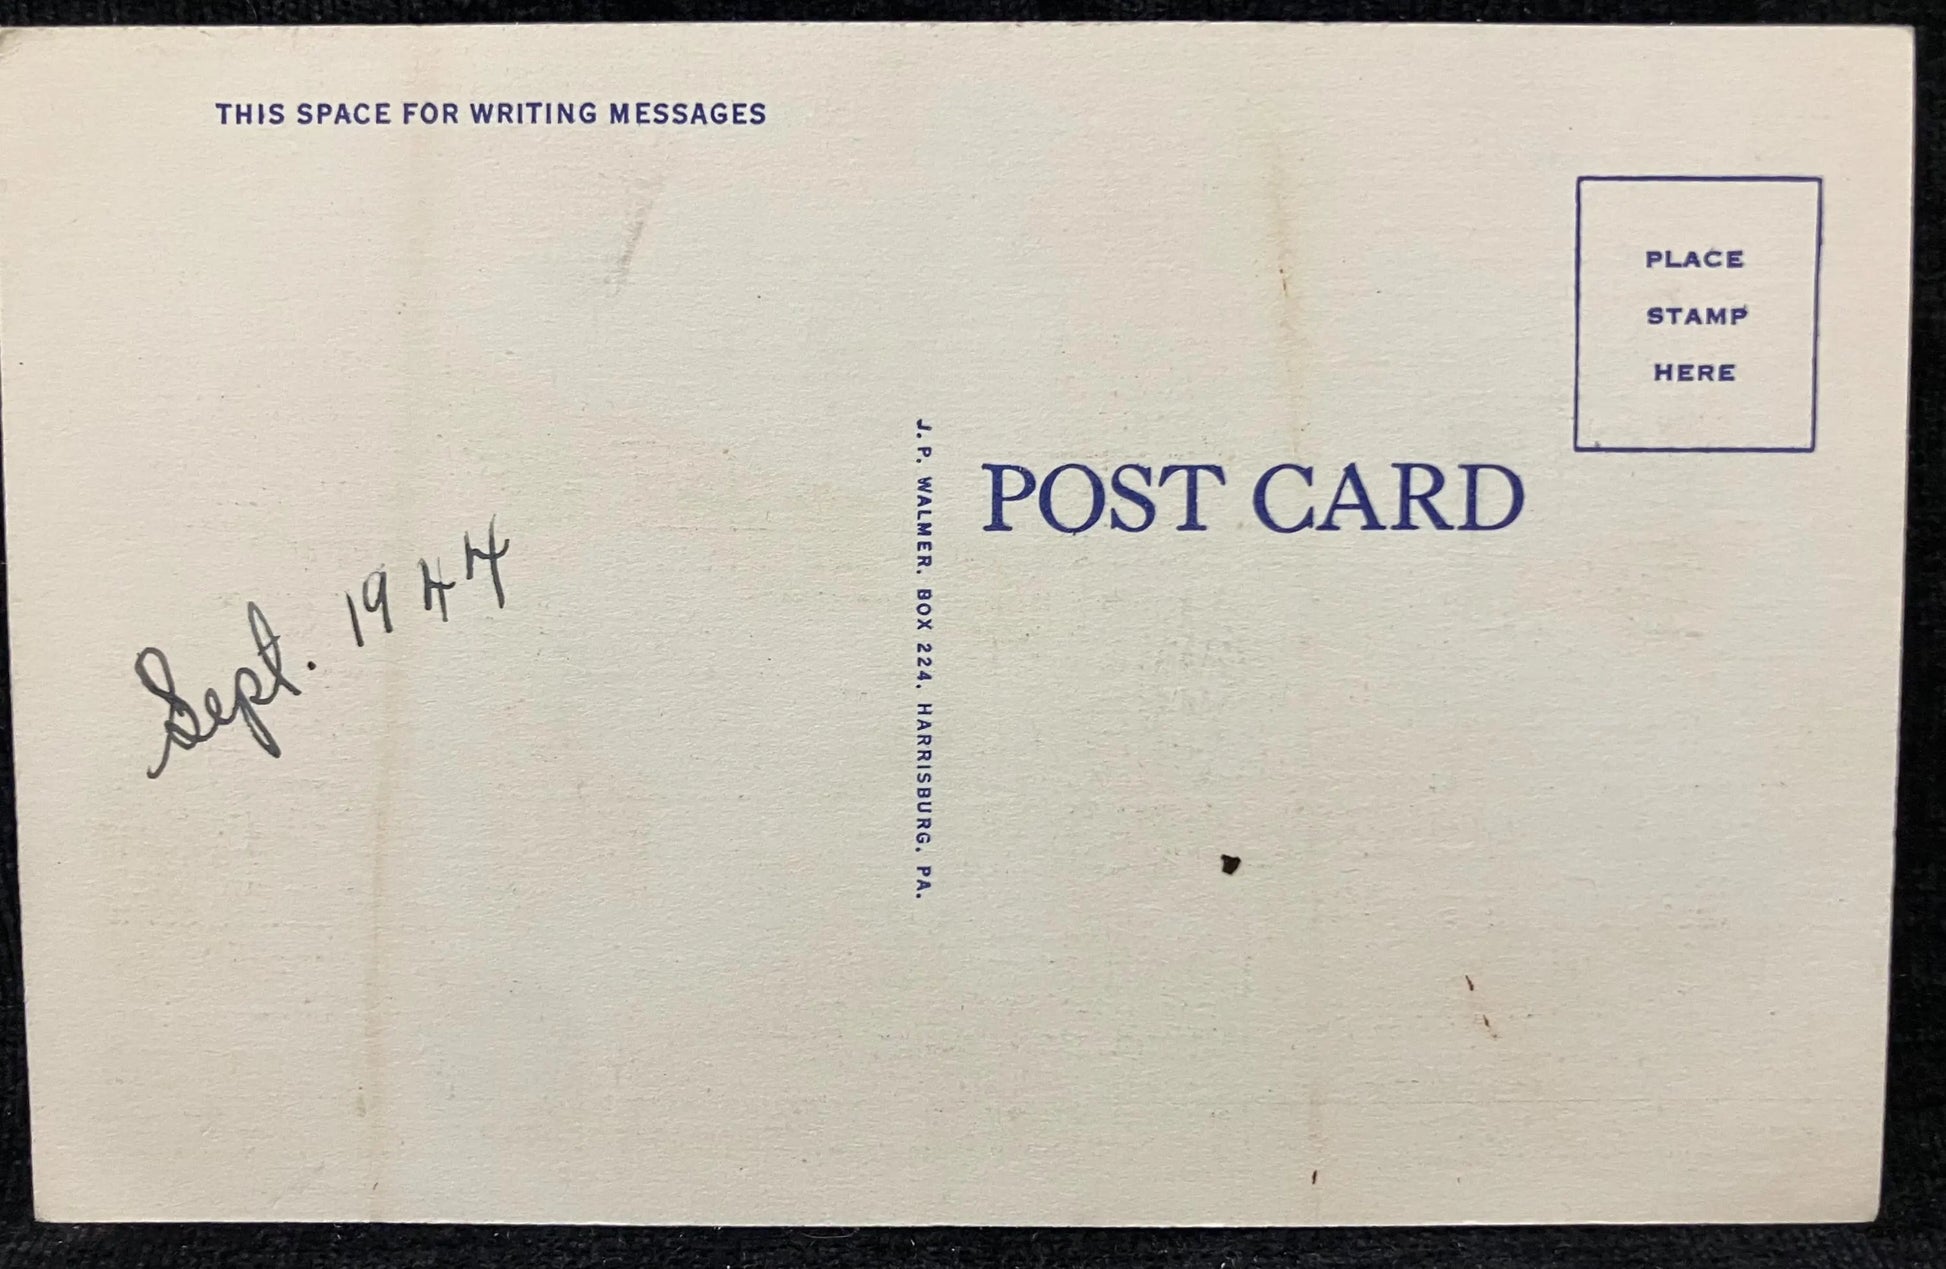 THIS SPACE FOR WRITING MESSAGES
Sept. 1944
J. P. WALMER, BOX 224, HARRISBURG, PA.
POST CARD
PLACE
STAMP
HERE